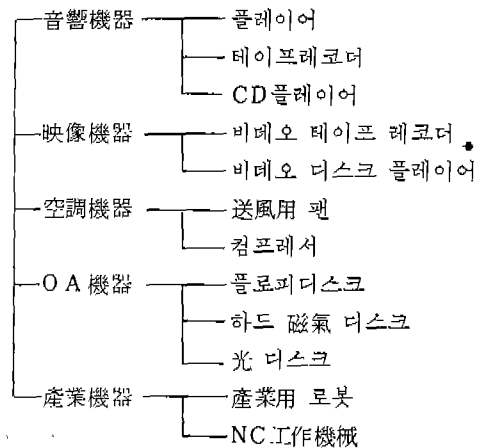 音響機器 플레이어
테이프레코더
CD플레이어
映像機器 비데오 테이프 레코더
비데오 디스크 플레이어
空調機器 送風用 팬
컴프레서
OA機器 플로피디스크
하드 磁氣 디스크
光 디스크
產業機器 產業用 로봇
NC工作機械